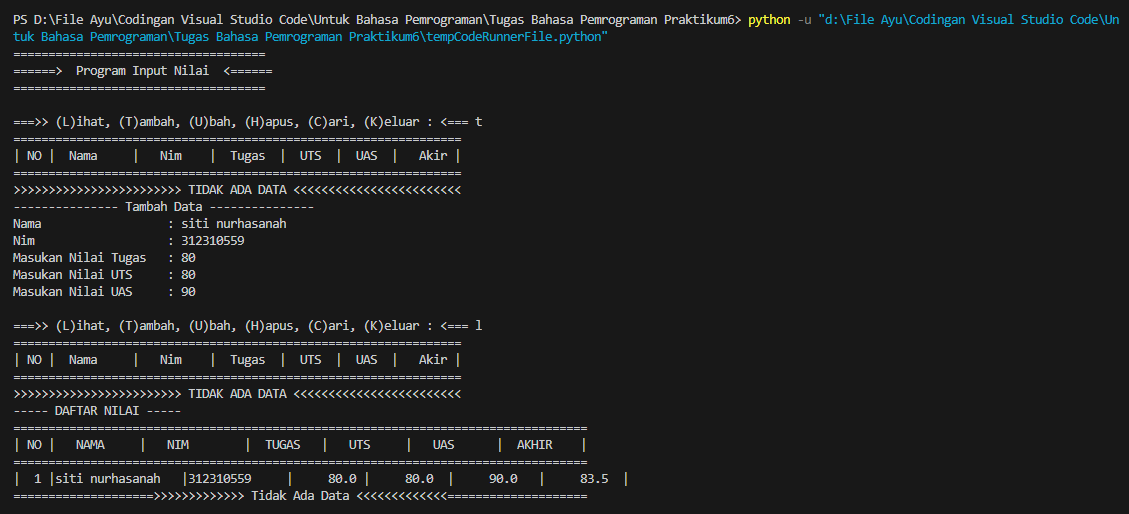 PS D:\File Ayu\Codingan Visual Studio Code\Untuk Bahasa Pemrograman\Tugas Bahasa Pemrograman Praktikum6> python -u "d:\File Ayu\Codingan Visual Studio Code\Un
tuk Bahasa Pemrograman\Tugas Bahasa Pemrograman Praktikum6\tempCodeRunnerFile.python"
====================================
======>  Program Input Nilai  <======
====================================
===>> (L)ihat, (T)ambah, (U)bah, (H)apus, (C)ari, (K)eluar : <=== t
================================================================
| NO |  Nama     |   Nim    |  Tugas  |  UTS  |  UAS  |   Akir |
================================================================
>>>>>>>>>>>>>>>>>>>>>>>> TIDAK ADA DATA <<<<<<<<<<<<<<<<<<<<<<<<
--------------- Tambah Data ---------------
Nama                  : siti nurhasanah
Nim                   : 312310559
Masukan Nilai Tugas   : 80
Masukan Nilai UTS     : 80
Masukan Nilai UAS     : 90
===>> (L)ihat, (T)ambah, (U)bah, (H)apus, (C)ari, (K)eluar : <=== l
================================================================
| NO |  Nama     |   Nim    |  Tugas  |  UTS  |  UAS  |   Akir |
================================================================
>>>>>>>>>>>>>>>>>>>>>>>> TIDAK ADA DATA <<<<<<<<<<<<<<<<<<<<<<<<
----- DAFTAR NILAI -----
==================================================================================
| NO |   NAMA     |   NIM        |  TUGAS   |   UTS     |   UAS      |  AKHIR    |
==================================================================================
|  1 |siti nurhasanah   |312310559     |     80.0 |     80.0  |     90.0   |     83.5  |
====================>>>>>>>>>>>>> Tidak Ada Data <<<<<<<<<<<<<====================